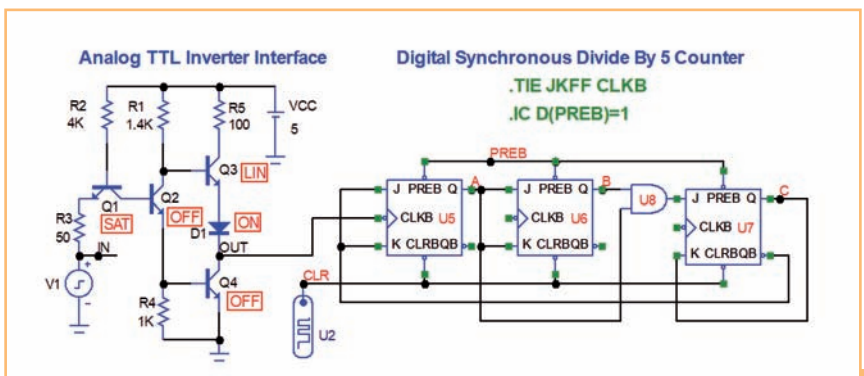 Analog TTL Inverter Interface
Digital Synchronous Divide By 5 Counter
.TIE JKFF CLKB
.IC D(PREB)=1
R2
4K
R1
1.4K
R5
100
VCC
5
Q3
LIN
Q1
SAT
Q2
OFF
D1
ON
OUT
R3
50
IN
V1
Q4
OFF
R4
1K
PREB
A
B
C
J PREB Q
CLKB U5
K CLRBQB
J PREB Q
CLKB U6
K CLRBQB
U8
J PREB Q
CLKB U7
K CLRBQB
CLR
U2